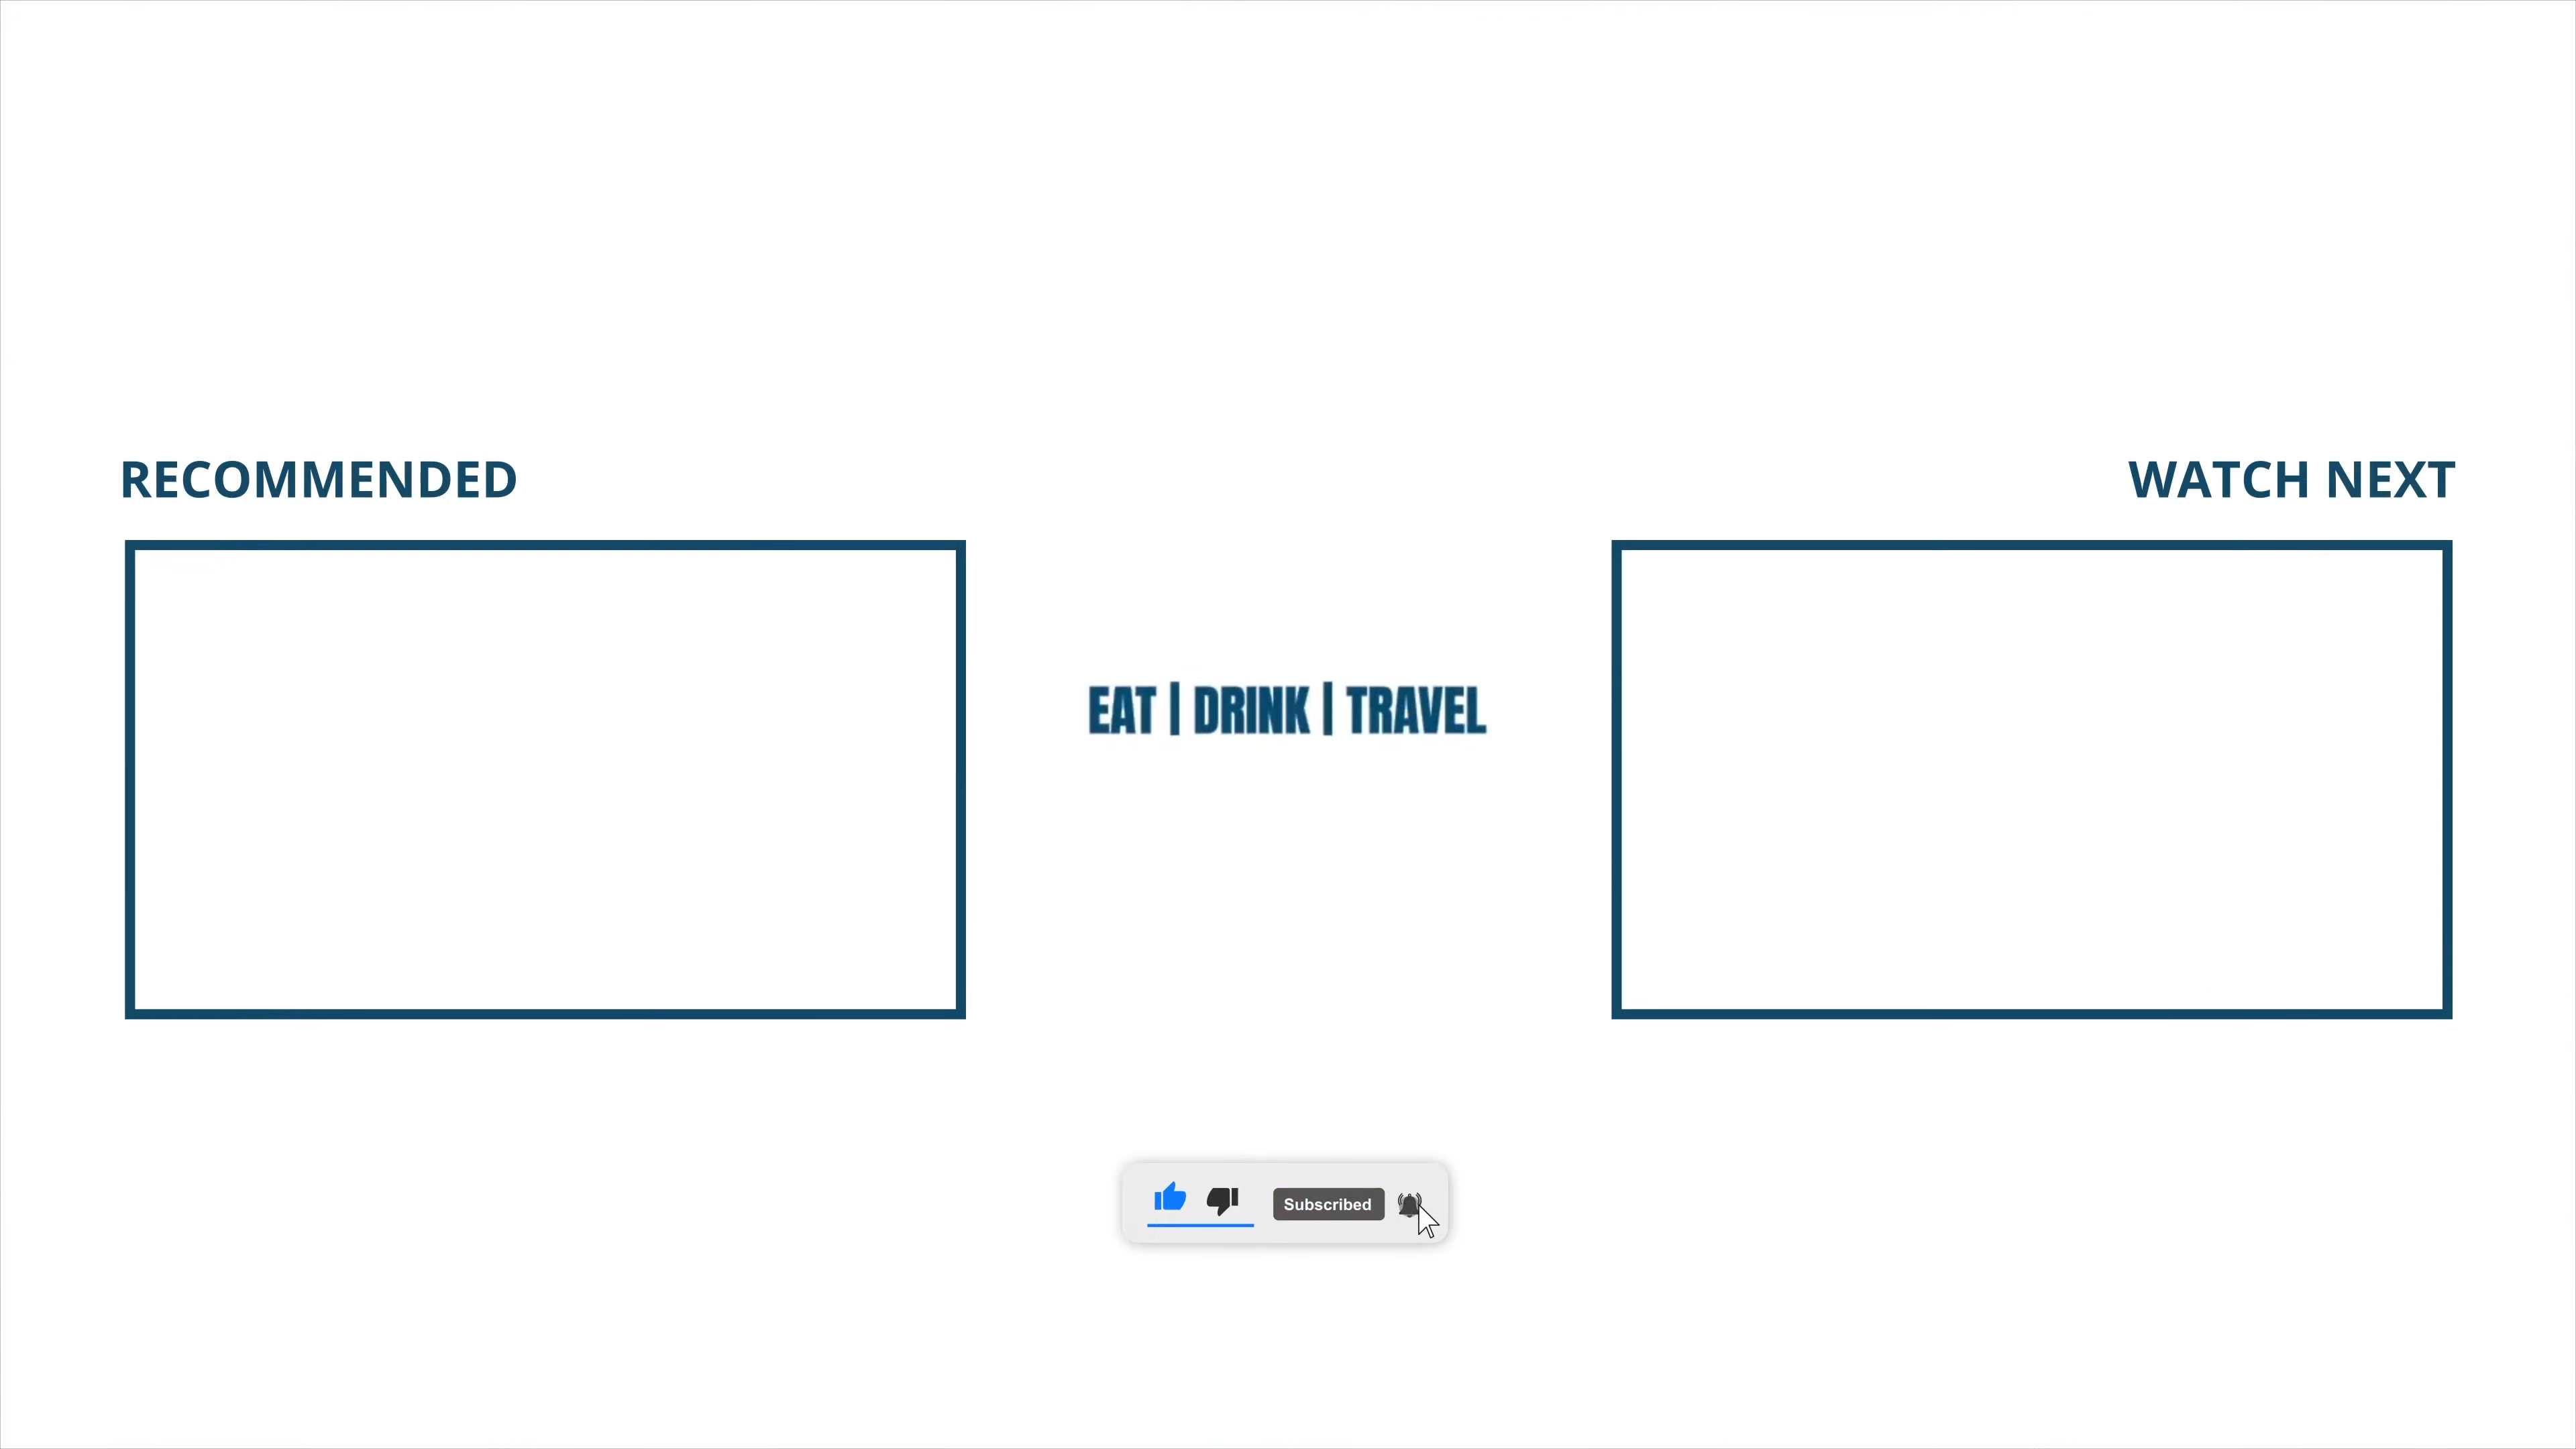 RECOMMENDED
WATCH NEXT
EAT | DRINK | TRAVEL
Subscribed